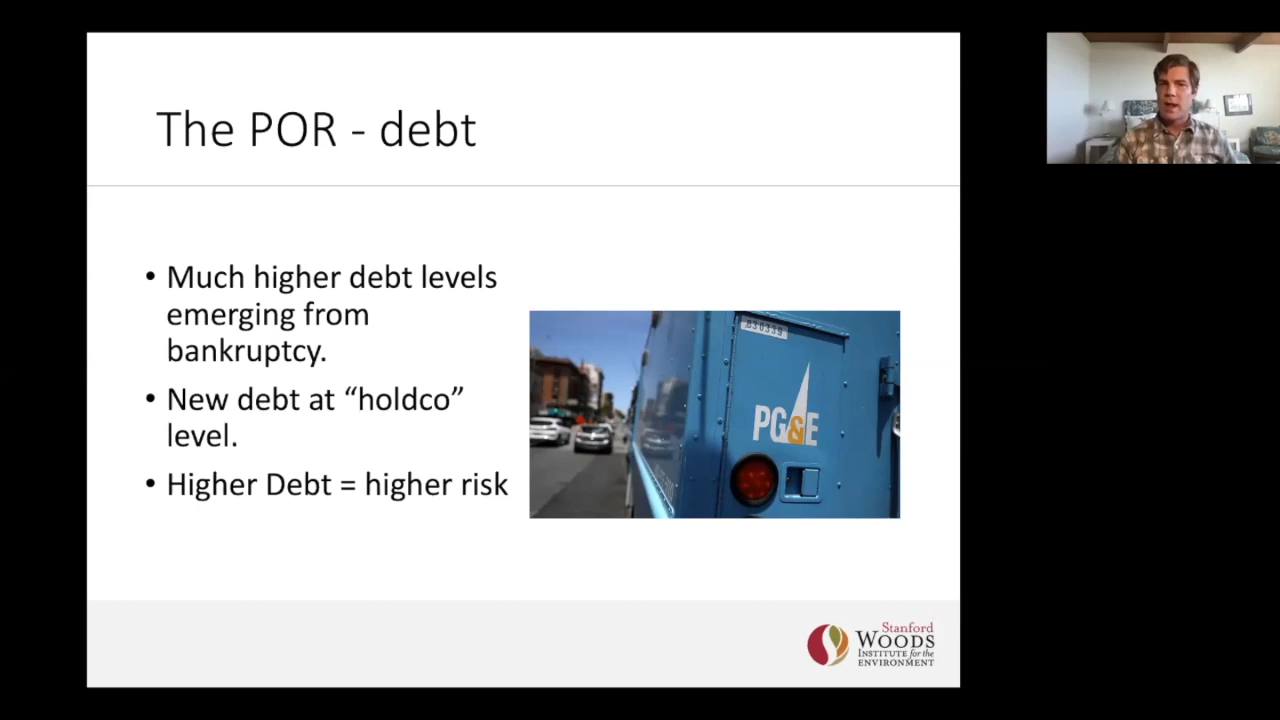 The POR - debt
• Much higher debt levels
emerging from
bankruptcy.
• New debt at “holdco”
level.
• Higher Debt = higher risk
830339
PG&E
Stanford
WOODS
INSTITUTE for the
ENVIRONMENT